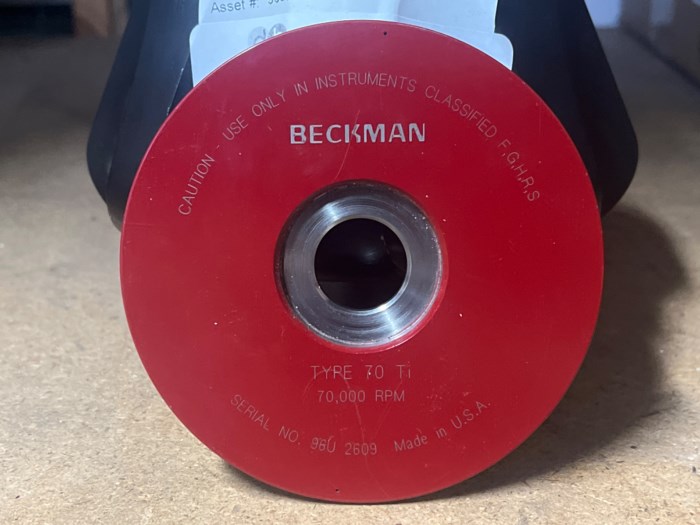 Asset #:
CAUTION - USE ONLY IN INSTRUMENTS CLASSIFIED F,G,H,R,S
BECKMAN
TYPE 70 Ti
70,000 RPM
SERIAL NO. 98U 2609 Made in U.S.A.